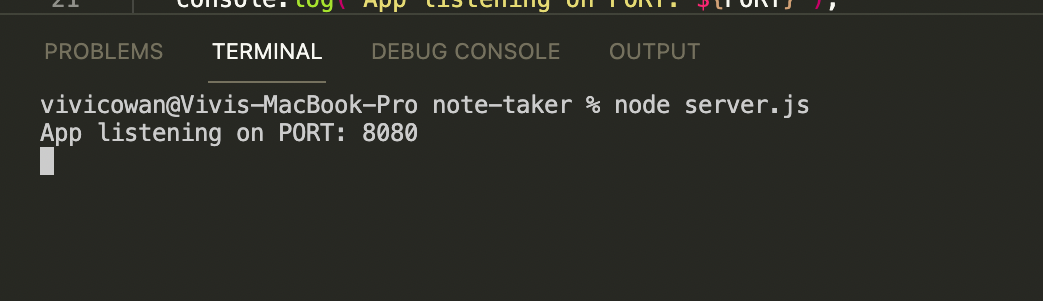 21 console.log(`App listening on PORT: ${PORT}`);
PROBLEMS TERMINAL DEBUG CONSOLE OUTPUT
vivicowan@Vivis-MacBook-Pro note-taker % node server.js
App listening on PORT: 8080